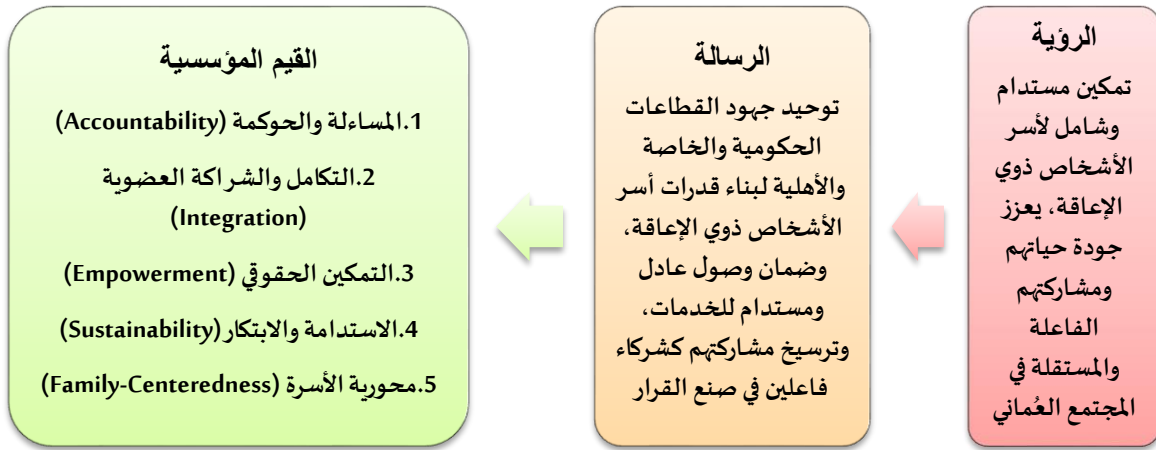 الرؤية
تمكين مستدام
وشامل لأسر
الأشخاص ذوي
الإعاقة، يعزز
جودة حياتهم
ومشاركتهم
الفاعلة
والمستقلة في
المجتمع العُماني
الرسالة
توحيد جهود القطاعات
الحكومية والخاصة
والأهلية لبناء قدرات أسر
الأشخاص ذوي الإعاقة،
وضمان وصول عادل
ومستدام للخدمات،
وترسيخ مشاركتهم كشركاء
فاعلين في صنع القرار
القيم المؤسسية
1.المساءلة والحوكمة (Accountability)
2.التكامل والشراكة العضوية
(Integration)
3.التمكين الحقوقي (Empowerment)
4.الاستدامة والابتكار (Sustainability)
5.محورية الأسرة (Family-Centeredness)